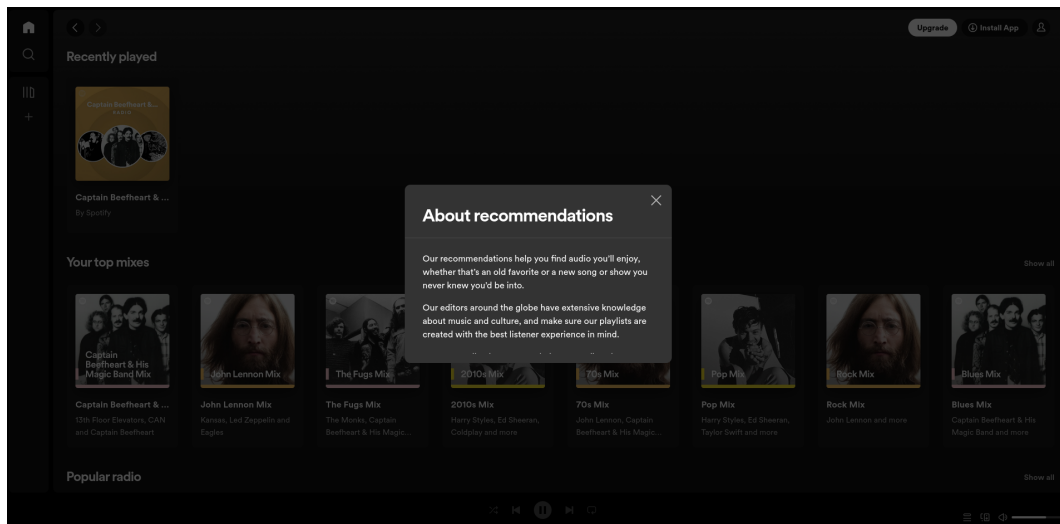 Upgrade
Install App
Recently played
Captain Beefheart &...
RADIO
Captain Beefheart & ...
By Spotify
About recommendations
Our recommendations help you find audio you'll enjoy,
whether that's an old favorite or a new song or show you
never knew you'd be into.
Our editors around the globe have extensive knowledge
about music and culture, and make sure our playlists are
created with the best listener experience in mind.
Your top mixes
Show all
Captain
Beefheart & His
Magic Band Mix
John Lennon Mix
The Fugs Mix
2010s Mix
70s Mix
Pop Mix
Rock Mix
Blues Mix
Captain Beefheart & ...
13th Floor Elevators, CAN
and Captain Beefheart
John Lennon Mix
Kansas, Led Zeppelin and
Eagles
The Fugs Mix
The Monks, Captain
Beefheart & His Magic...
2010s Mix
Harry Styles, Ed Sheeran,
Coldplay and more
70s Mix
John Lennon, Captain
Beefheart & His Magic...
Pop Mix
Harry Styles, Ed Sheeran,
Taylor Swift and more
Rock Mix
John Lennon and more
Blues Mix
Captain Beefheart & His
Magic Band and more
Popular radio
Show all